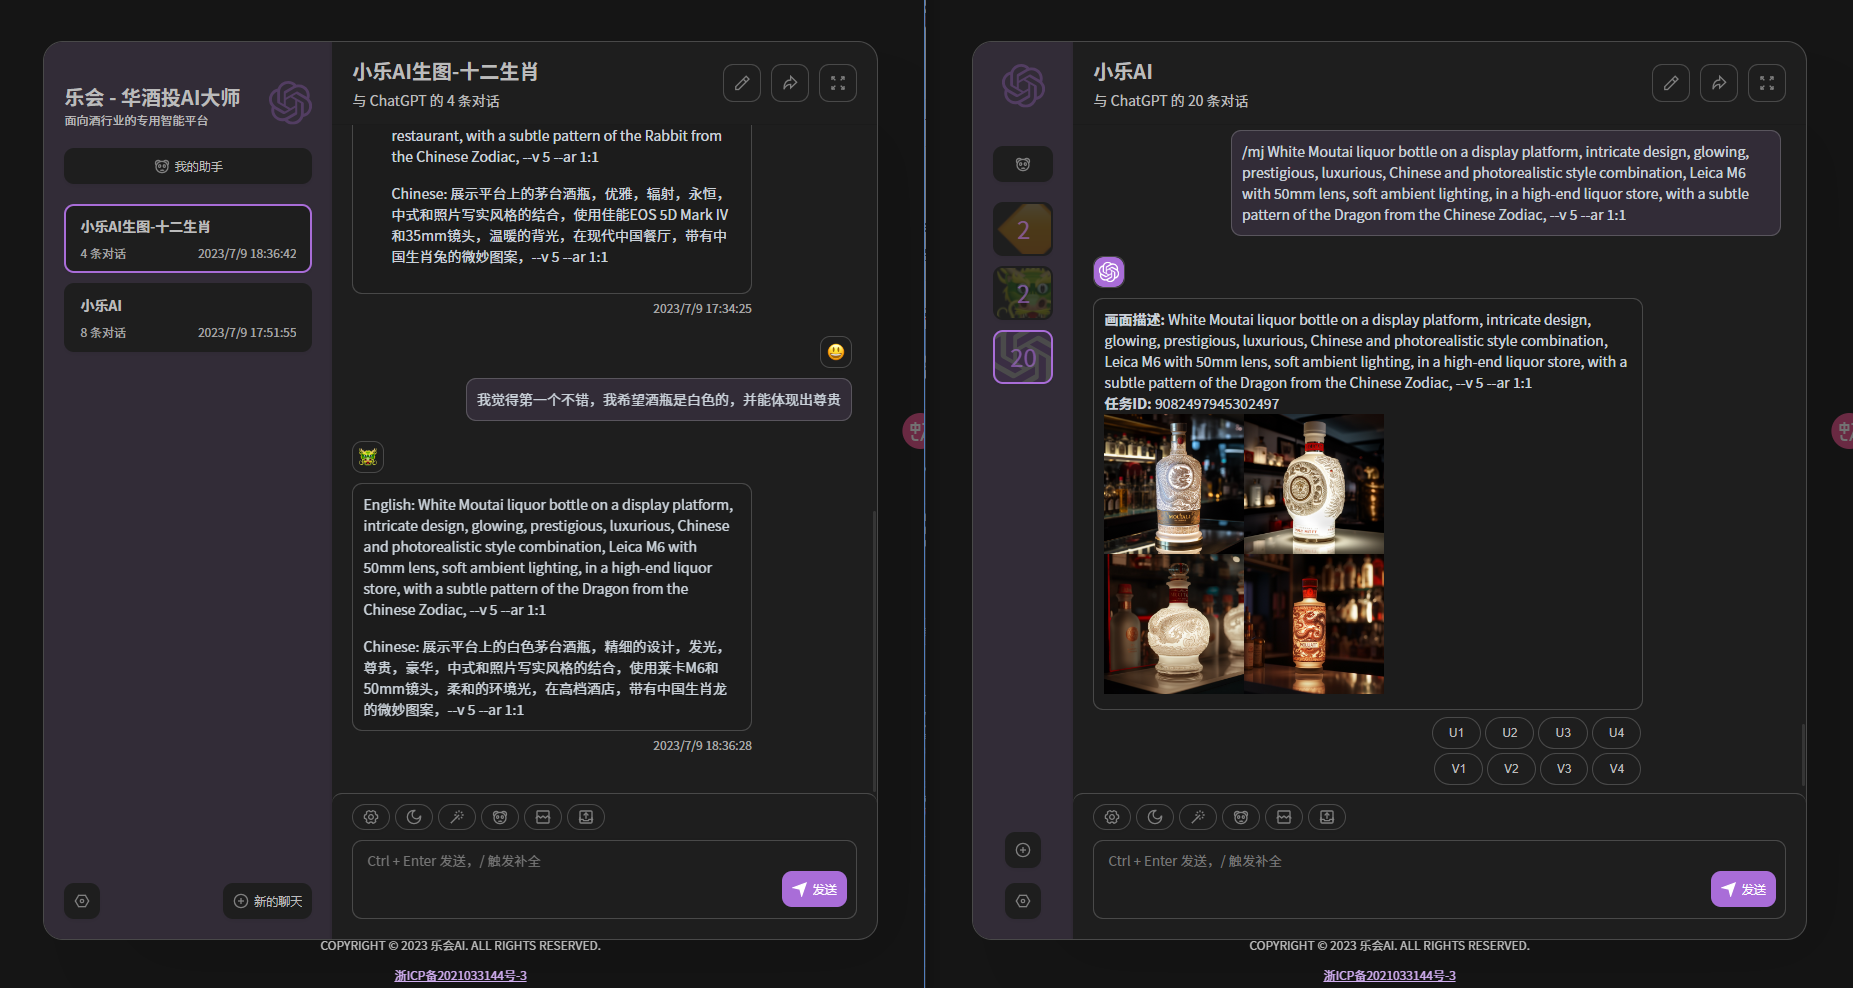 乐会 - 华酒投AI大师
面向酒行业的专用智能平台
我的助手
小乐AI生图-十二生肖
4 条对话 2023/7/9 18:36:42
小乐AI
8 条对话 2023/7/9 17:51:55
新的聊天
小乐AI生图-十二生肖
与 ChatGPT 的 4 条对话
restaurant, with a subtle pattern of the Rabbit from
the Chinese Zodiac, --v 5 --ar 1:1
Chinese: 展示平台上的茅台酒瓶，优雅，辐射，永恒，
中式和照片写实风格的结合，使用佳能EOS 5D Mark IV
和35mm镜头，温暖的背光，在现代中国餐厅，带有中
国生肖兔的微妙图案，--v 5 --ar 1:1
2023/7/9 17:34:25
我觉得第一个不错，我希望酒瓶是白色的，并能体现出尊贵
English: White Moutai liquor bottle on a display platform,
intricate design, glowing, prestigious, luxurious, Chinese
and photorealistic style combination, Leica M6 with
50mm lens, soft ambient lighting, in a high-end liquor
store, with a subtle pattern of the Dragon from the
Chinese Zodiac, --v 5 --ar 1:1
Chinese: 展示平台上的白色茅台酒瓶，精细的设计，发光，
尊贵，豪华，中式和照片写实风格的结合，使用莱卡M6和
50mm镜头，柔和的环境光，在高档酒店，带有中国生肖龙
的微妙图案，--v 5 --ar 1:1
2023/7/9 18:36:28
Ctrl + Enter 发送，/ 触发补全
发送
COPYRIGHT © 2023 乐会AI. ALL RIGHTS RESERVED.
浙ICP备2021033144号-3
2
2
20
小乐AI
与 ChatGPT 的 20 条对话
/mj White Moutai liquor bottle on a display platform, intricate design, glowing,
prestigious, luxurious, Chinese and photorealistic style combination, Leica M6
with 50mm lens, soft ambient lighting, in a high-end liquor store, with a subtle
pattern of the Dragon from the Chinese Zodiac, --v 5 --ar 1:1
画面描述: White Moutai liquor bottle on a display platform, intricate design,
glowing, prestigious, luxurious, Chinese and photorealistic style combination,
Leica M6 with 50mm lens, soft ambient lighting, in a high-end liquor store, with a
subtle pattern of the Dragon from the Chinese Zodiac, --v 5 --ar 1:1
任务ID: 9082497945302497
U1 U2 U3 U4
V1 V2 V3 V4
Ctrl + Enter 发送，/ 触发补全
发送
COPYRIGHT © 2023 乐会AI. ALL RIGHTS RESERVED.
浙ICP备2021033144号-3